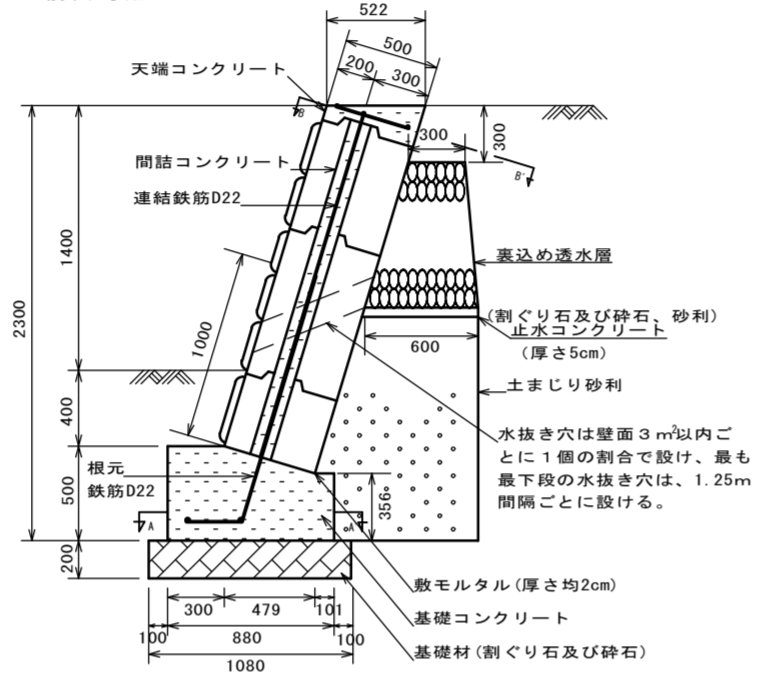 522
500
200
300
天端コンクリート
B
300
300
B'
間詰コンクリート
連結鉄筋D22
1400
2300
裏込め透水層
1000
(割ぐり石及び砕石、砂利)
止水コンクリート
(厚さ5cm)
600
土まじり砂利
400
水抜き穴は壁面3㎡以内ご
とに1個の割合で設け、最も
最下段の水抜き穴は、1.25m
間隔ごとに設ける。
根元
鉄筋D22
500
356
A
A
200
敷モルタル(厚さ均2cm)
300
479
101
基礎コンクリート
100
880
100
基礎材(割ぐり石及び砕石)
1080